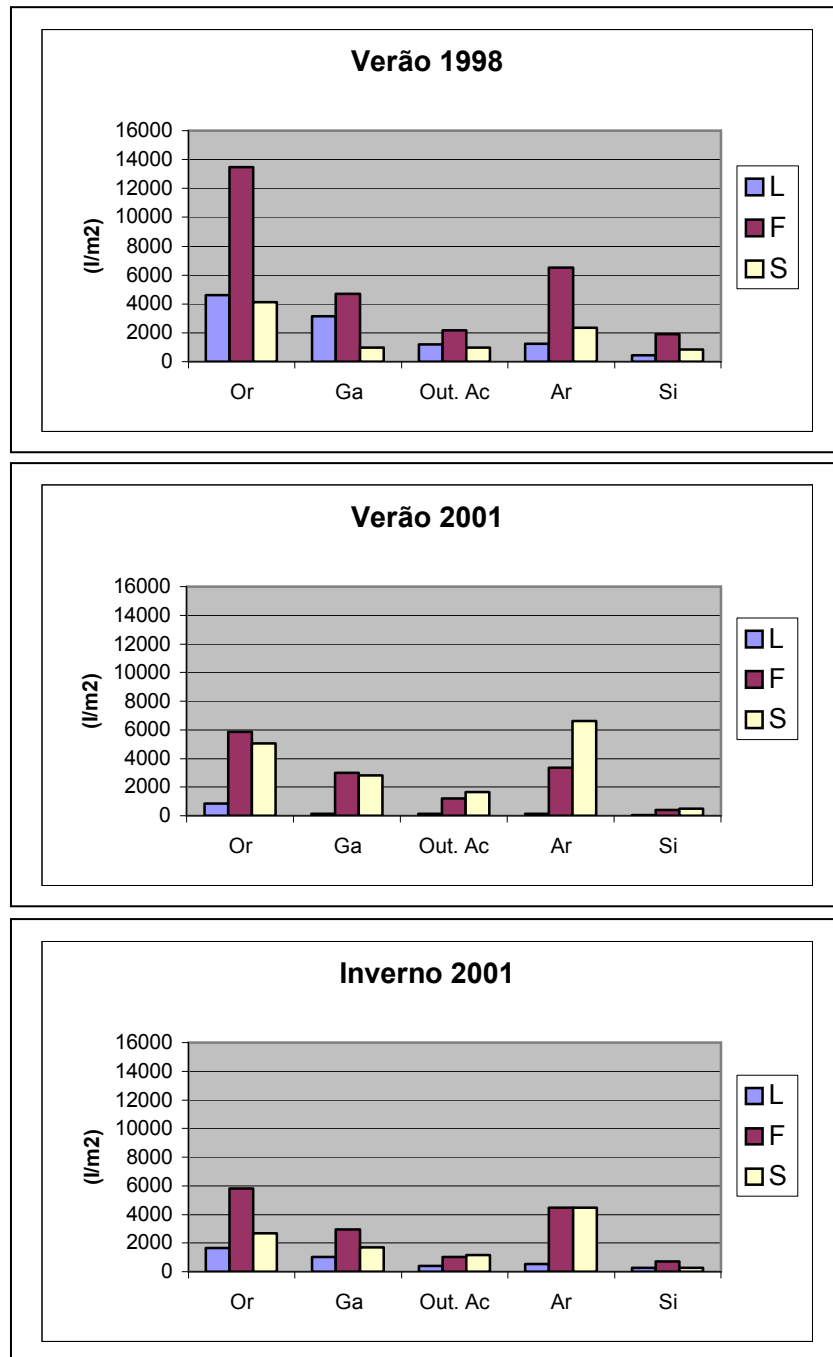 Verão 1998
16000
14000
12000
10000
8000
6000
4000
2000
0
(I/m2)
Or Ga Out. Ac Ar Si
L
F
S
Verão 2001
16000
14000
12000
10000
8000
6000
4000
2000
0
(I/m2)
Or Ga Out. Ac Ar Si
L
F
S
Inverno 2001
16000
14000
12000
10000
8000
6000
4000
2000
0
(I/m2)
Or Ga Out. Ac Ar Si
L
F
S